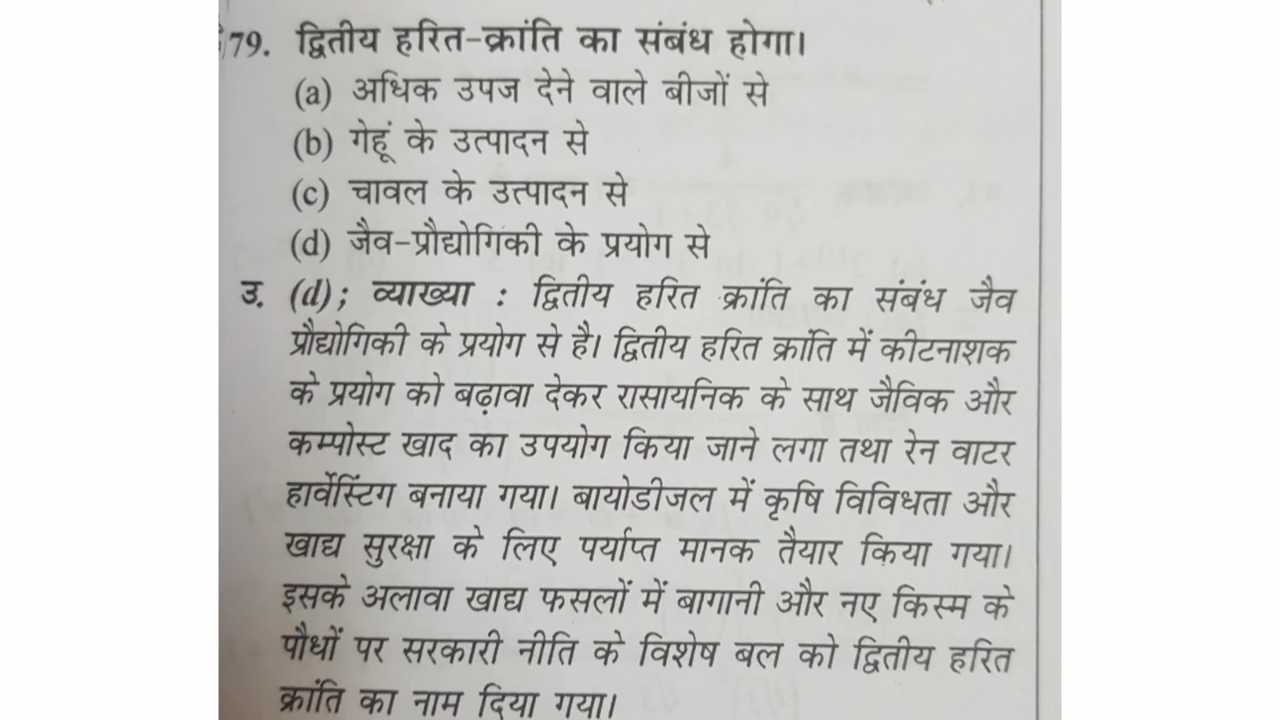 79. द्वितीय हरित-क्रांति का संबंध होगा।
(a) अधिक उपज देने वाले बीजों से
(b) गेहूं के उत्पादन से
(c) चावल के उत्पादन से
(d) जैव-प्रौद्योगिकी के प्रयोग से
उ. (d); व्याख्या : द्वितीय हरित क्रांति का संबंध जैव
प्रौद्योगिकी के प्रयोग से है। द्वितीय हरित क्रांति में कीटनाशक
के प्रयोग को बढ़ावा देकर रासायनिक के साथ जैविक और
कम्पोस्ट खाद का उपयोग किया जाने लगा तथा रेन वाटर
हार्वेस्टिंग बनाया गया। बायोडीजल में कृषि विविधता और
खाद्य सुरक्षा के लिए पर्याप्त मानक तैयार किया गया।
इसके अलावा खाद्य फसलों में बागानी और नए किस्म के
पौधों पर सरकारी नीति के विशेष बल को द्वितीय हरित
क्रांति का नाम दिया गया।